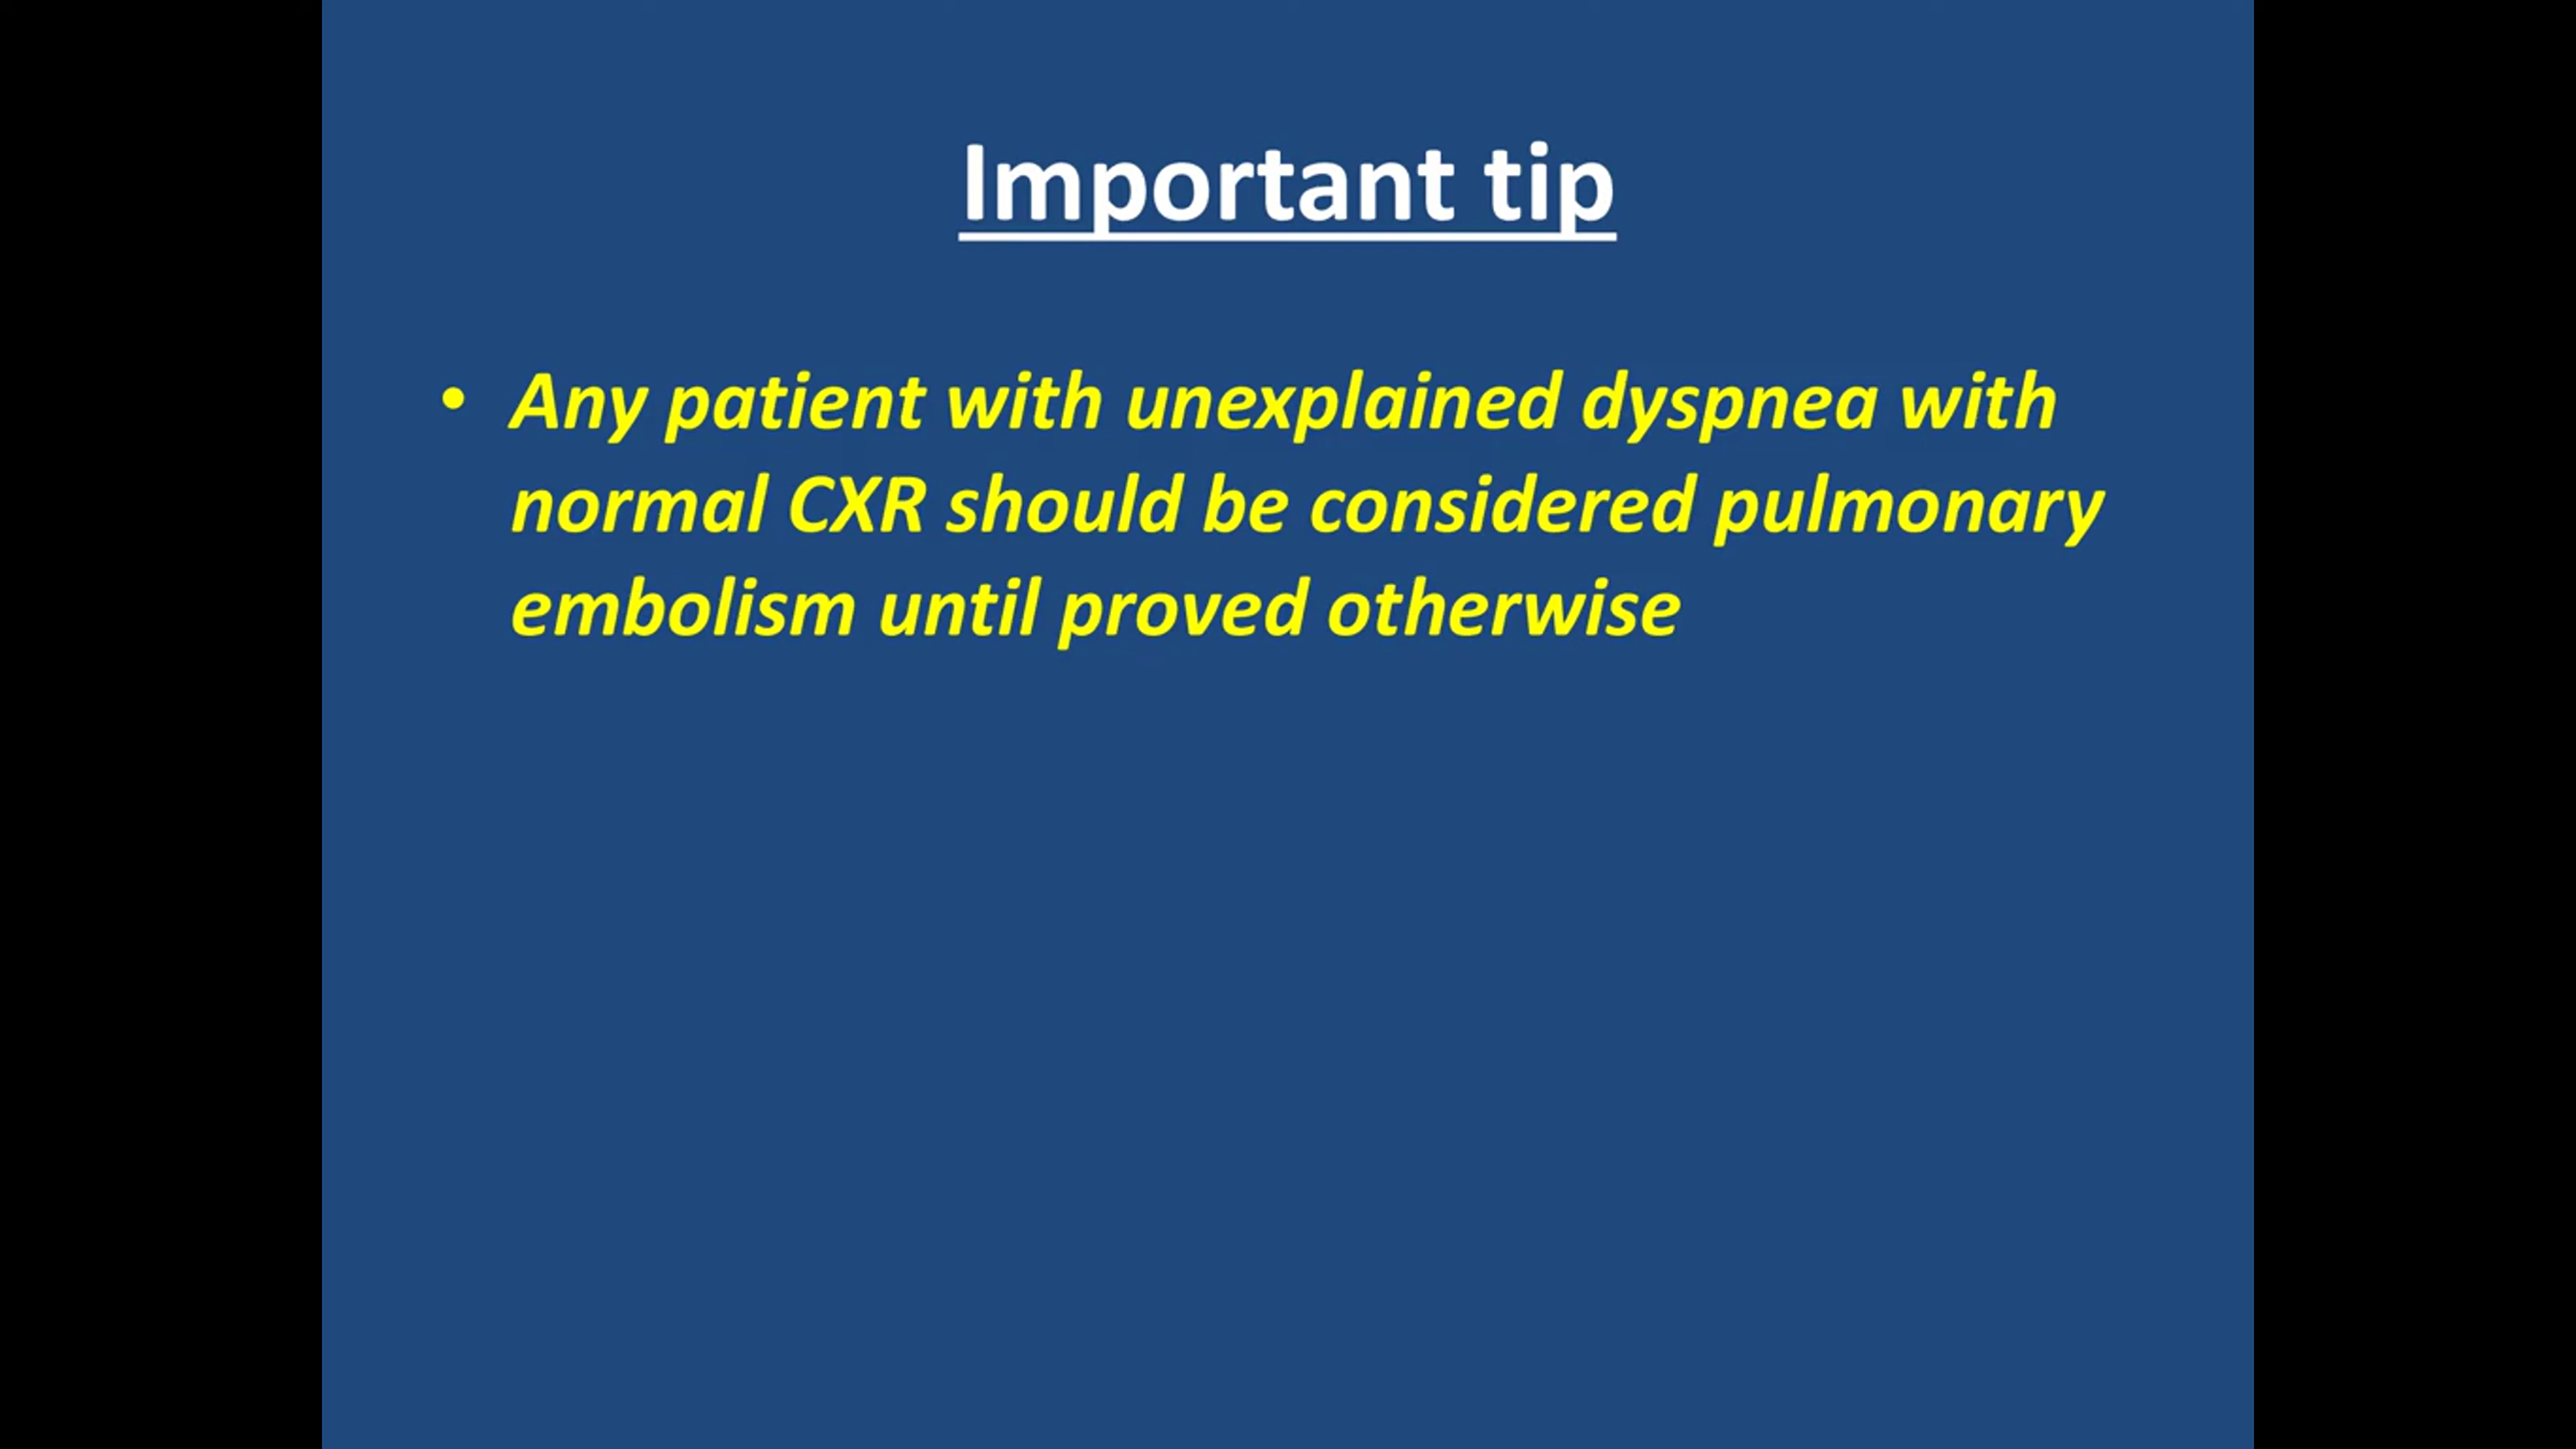 Important tip
• Any patient with unexplained dyspnea with
normal CXR should be considered pulmonary
embolism until proved otherwise